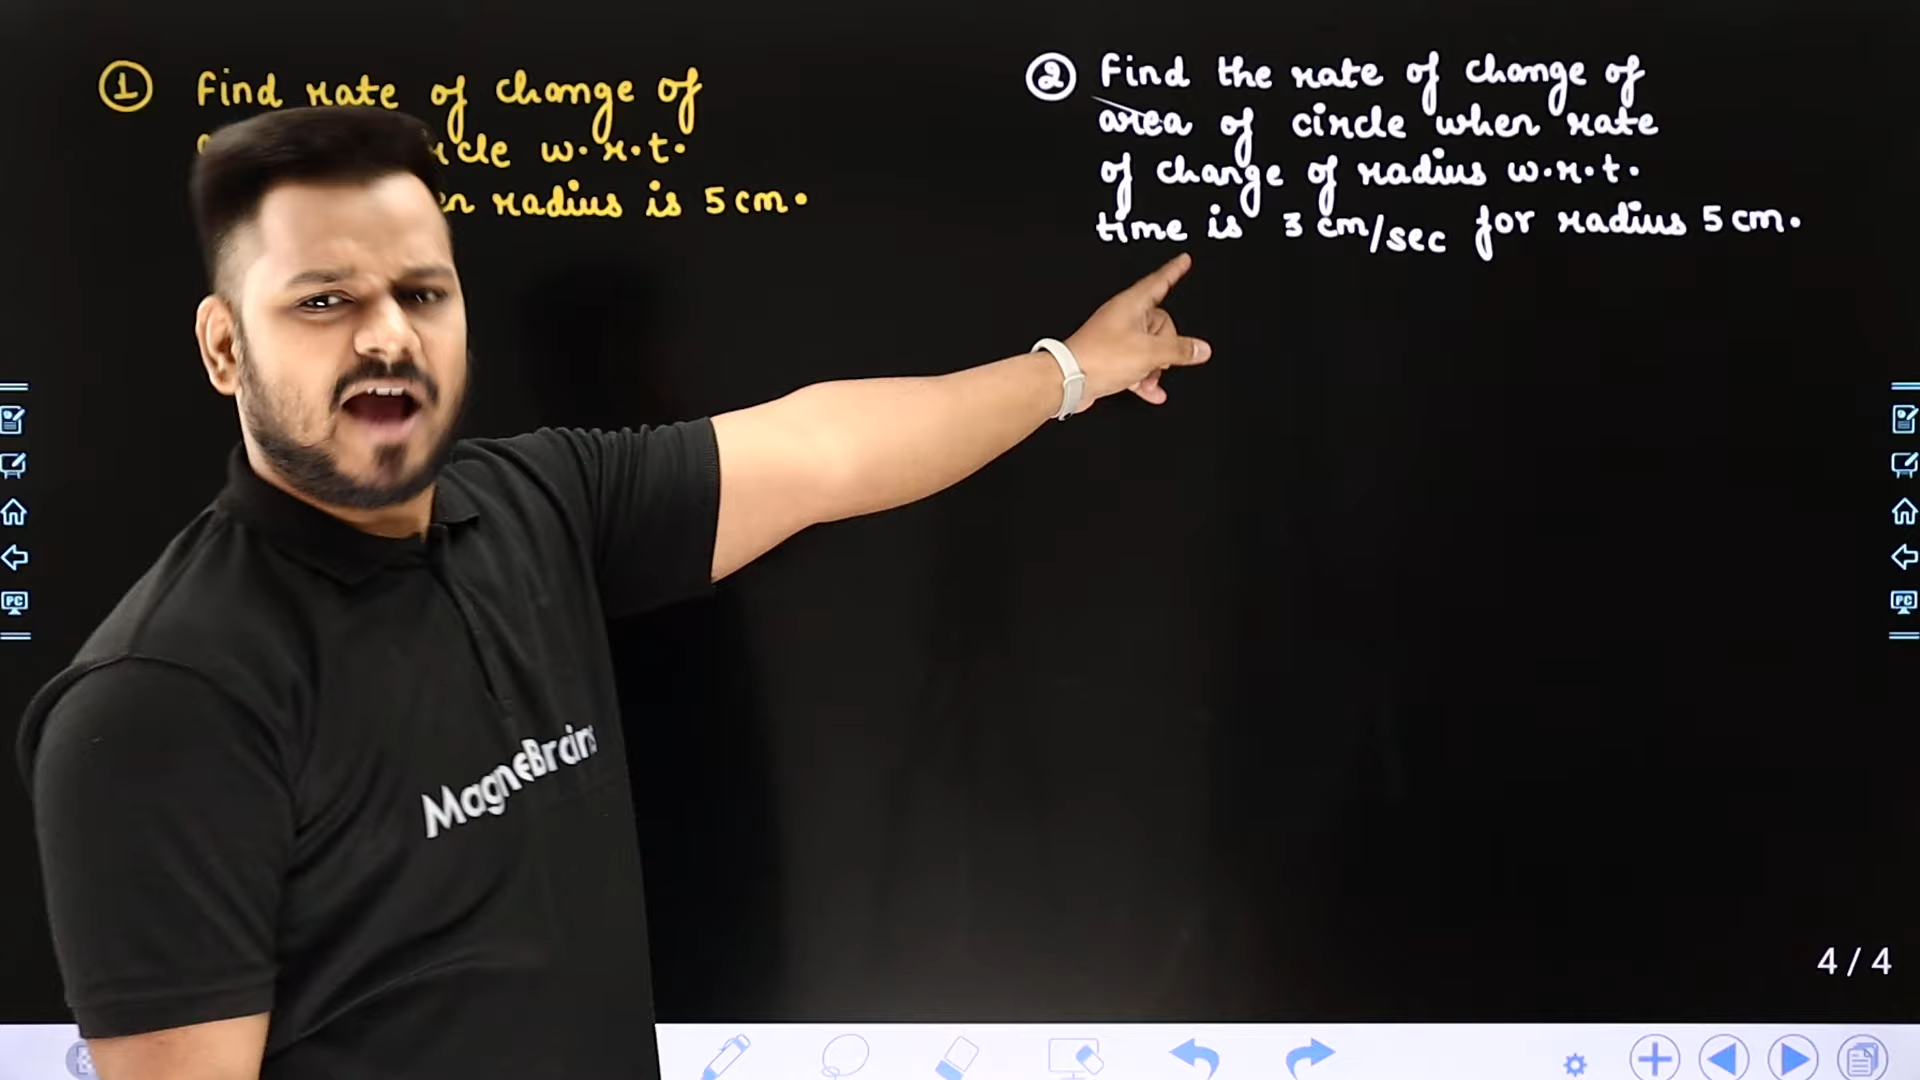 ① Find rate of change of
w.r.t.
radius is 5 cm.
② Find the rate of change of
area of circle when rate
of change of radius w.r.t.
time is 3 cm/sec for radius 5 cm.
MagneBrains
PC
PC
4 / 4